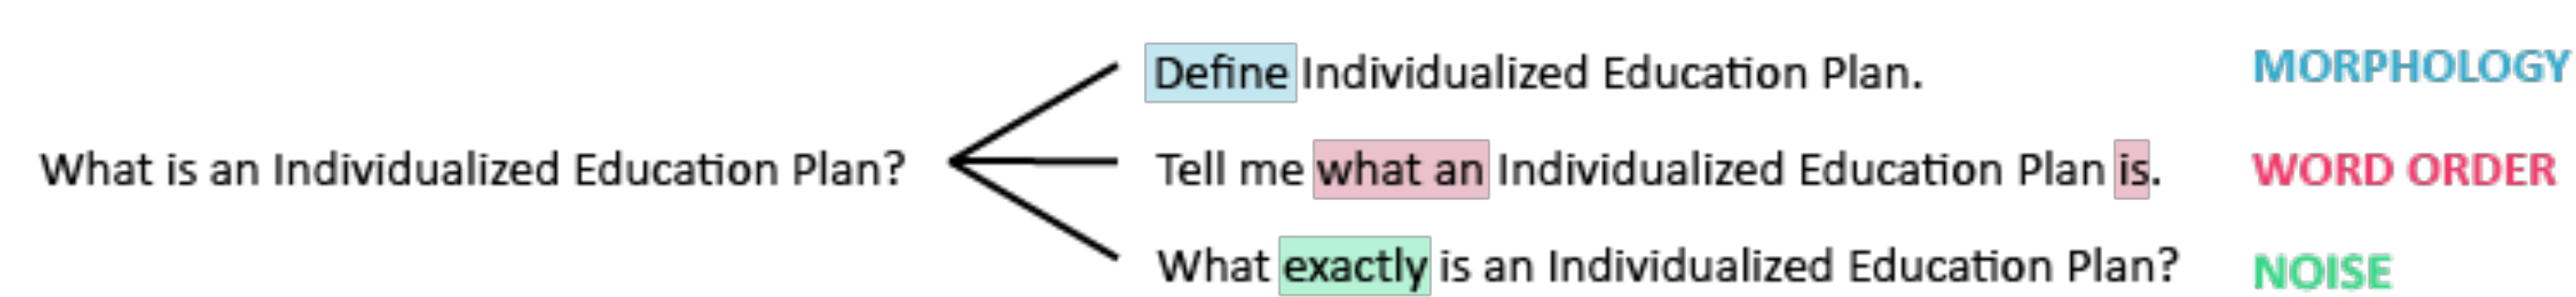 Define Individualized Education Plan. MORPHOLOGY
What is an Individualized Education Plan? Tell me what an Individualized Education Plan is. WORD ORDER
What exactly is an Individualized Education Plan? NOISE